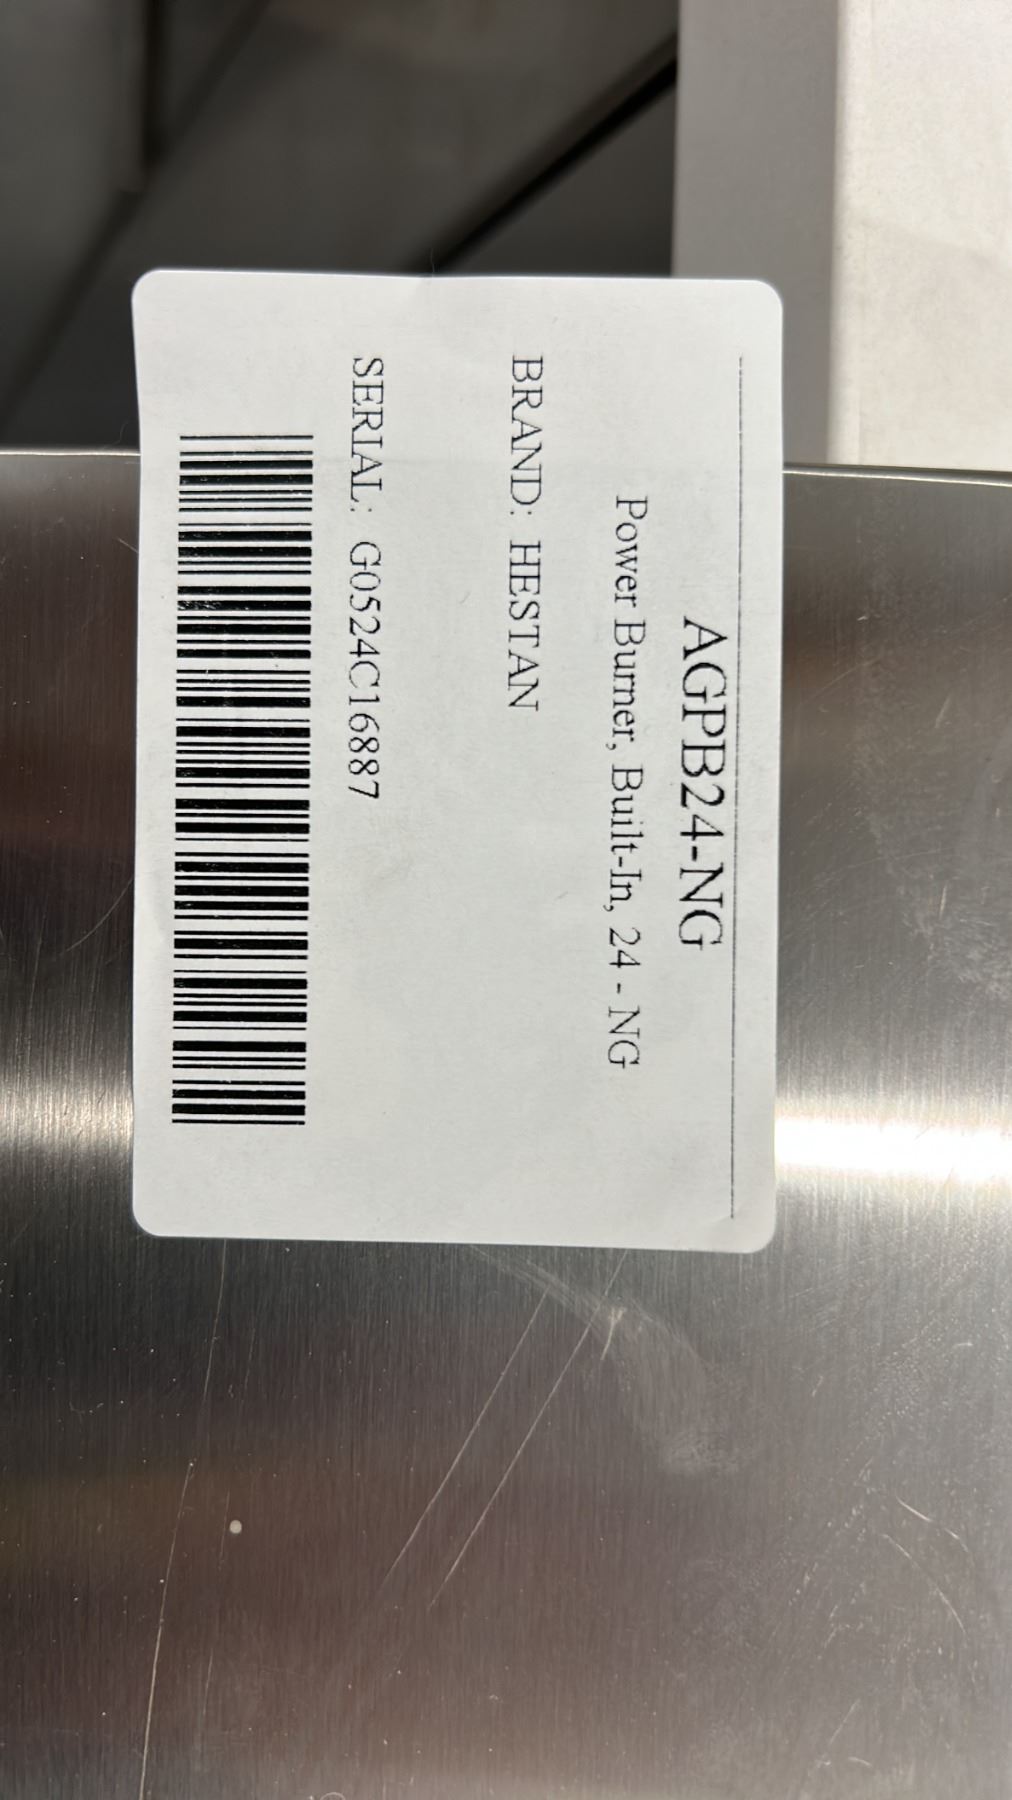 AGPB24-NG
Power Burner, Built-In, 24 - NG
BRAND: HESTAN
SERIAL: G0524C16887